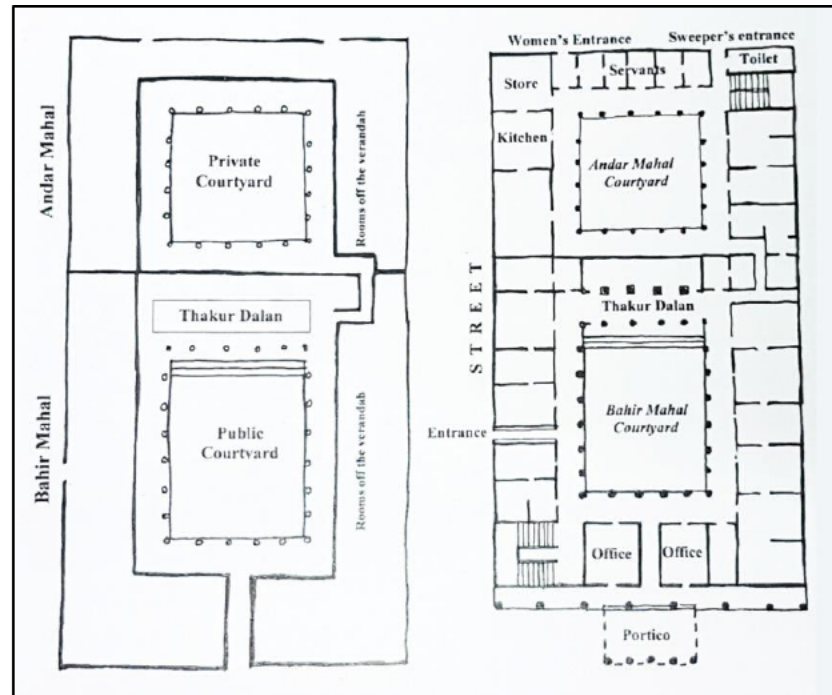 Andar Mahal
Private
Courtyard
Rooms off the verandah
Thakur Dalan
Bahir Mahal
Public
Courtyard
Rooms off the verandah
Women's Entrance
Sweeper's entrance
Store
Servants
Toilet
Kitchen
Andar Mahal
Courtyard
STREET
Thakur Dalan
Bahir Mahal
Courtyard
Entrance
Office
Office
Portico